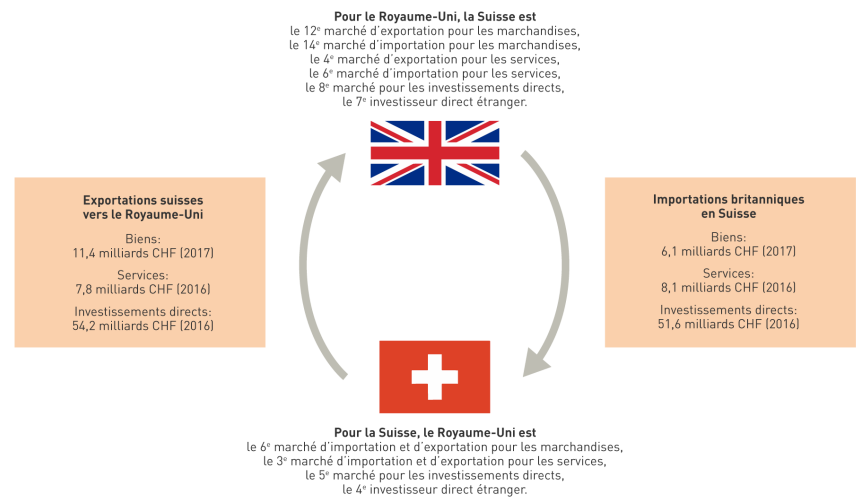 Pour le Royaume-Uni, la Suisse est
le 12e marché d’exportation pour les marchandises,
le 14e marché d’importation pour les marchandises,
le 4e marché d’exportation pour les services,
le 6e marché d’importation pour les services,
le 8e marché pour les investissements directs,
le 7e investisseur direct étranger.
Exportations suisses
vers le Royaume-Uni
Biens:
11,4 milliards CHF (2017)
Services:
7,8 milliards CHF (2016)
Investissements directs:
54,2 milliards CHF (2016)
Importations britanniques
en Suisse
Biens:
6,1 milliards CHF (2017)
Services:
8,1 milliards CHF (2016)
Investissements directs:
51,6 milliards CHF (2016)
Pour la Suisse, le Royaume-Uni est
le 6e marché d’importation et d’exportation pour les marchandises,
le 3e marché d’importation et d’exportation pour les services,
le 5e marché pour les investissements directs,
le 4e investisseur direct étranger.